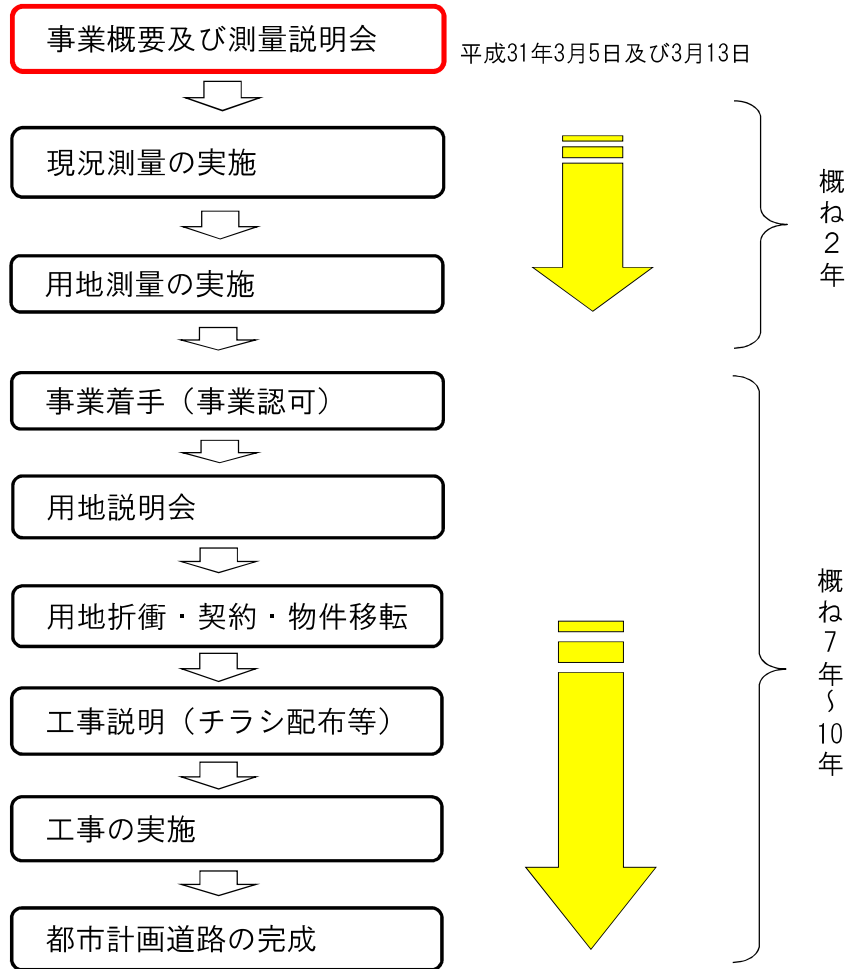 事業概要及び測量説明会
平成31年3月5日及び3月13日
現況測量の実施
用地測量の実施
概ね2年
事業着手（事業認可）
用地説明会
用地折衝・契約・物件移転
工事説明（チラシ配布等）
工事の実施
都市計画道路の完成
概ね7年～10年